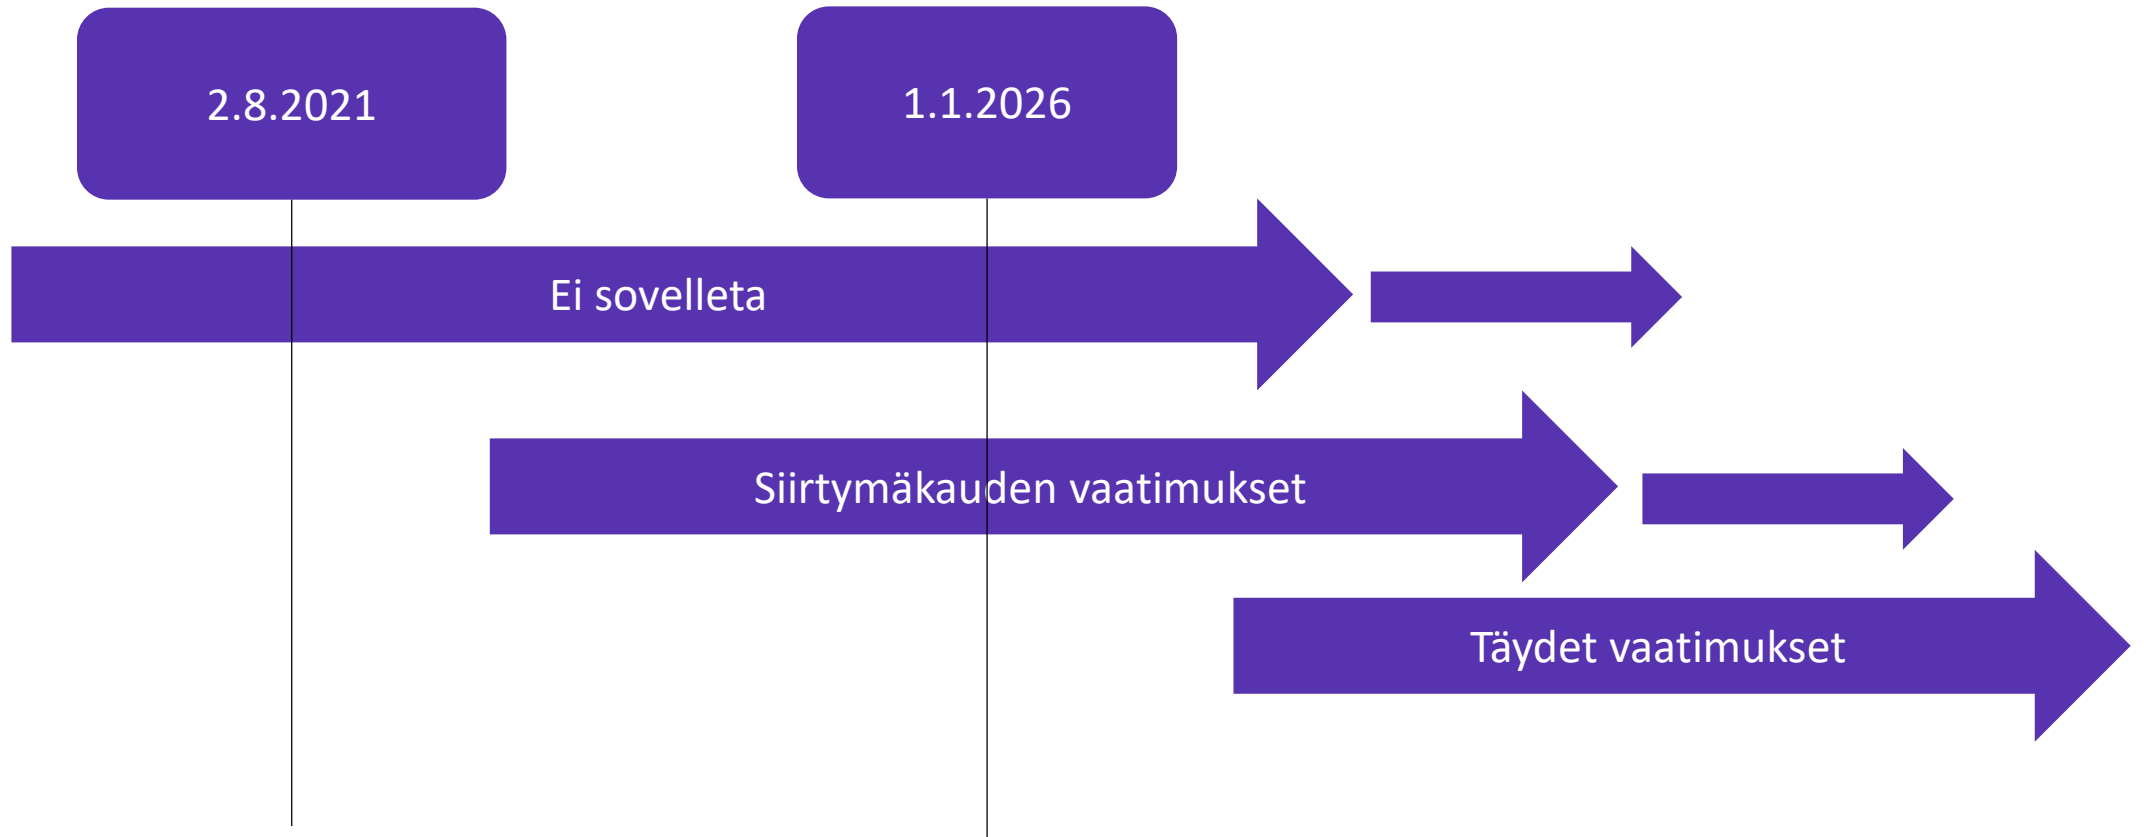 2.8.2021
1.1.2026
Ei sovelleta
Siirtymäkauden vaatimukset
Täydet vaatimukset